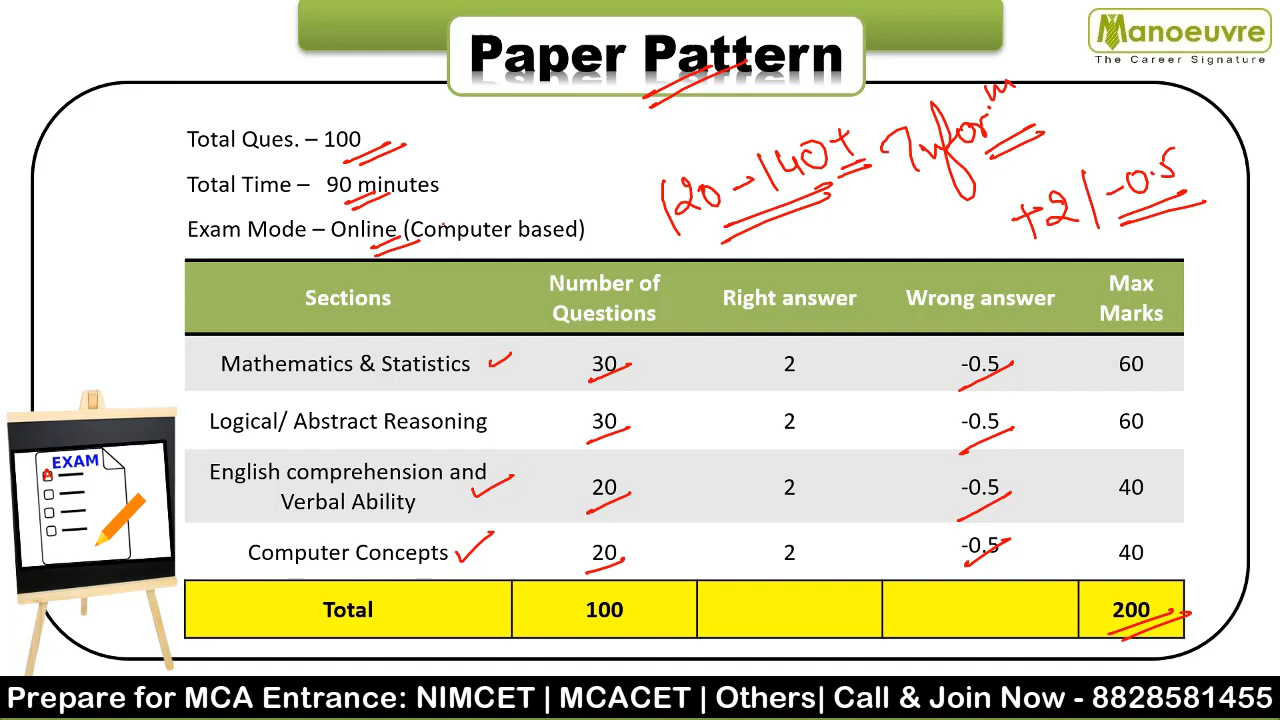 Paper Pattern
Manoeuvre
The Career Signature
Total Ques. – 100
Total Time – 90 minutes
Exam Mode – Online (Computer based)
120 - 140+
+2 | -0.5
Sections Number of Questions Right answer Wrong answer Max Marks
Mathematics & Statistics 30 2 -0.5 60
Logical/ Abstract Reasoning 30 2 -0.5 60
English comprehension and Verbal Ability 20 2 -0.5 40
Computer Concepts 20 2 -0.5 40
Total 100 200
EXAM
Prepare for MCA Entrance: NIMCET | MCACET | Others| Call & Join Now - 8828581455